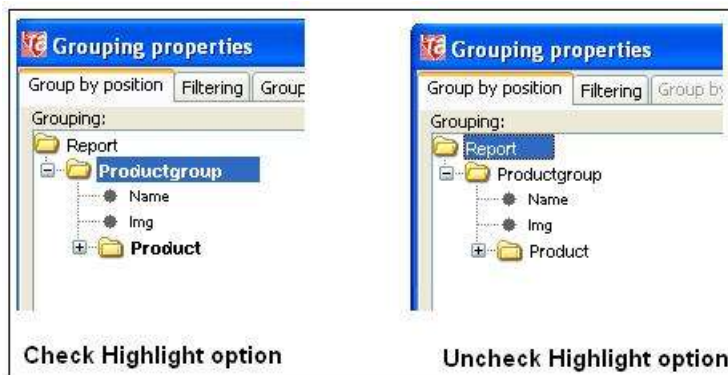 Grouping properties
Group by position Filtering Group
Grouping:
Report
Productgroup
Name
Img
Product
Check Highlight option
Grouping properties
Group by position Filtering Group by
Grouping:
Report
Productgroup
Name
Img
Product
Uncheck Highlight option